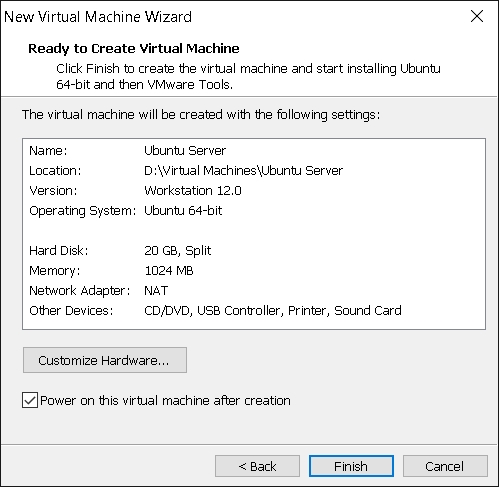 New Virtual Machine Wizard
Ready to Create Virtual Machine
Click Finish to create the virtual machine and start installing Ubuntu
64-bit and then VMware Tools.
The virtual machine will be created with the following settings:
Name: Ubuntu Server
Location: D:\Virtual Machines\Ubuntu Server
Version: Workstation 12.0
Operating System: Ubuntu 64-bit
Hard Disk: 20 GB, Split
Memory: 1024 MB
Network Adapter: NAT
Other Devices: CD/DVD, USB Controller, Printer, Sound Card
Customize Hardware...
Power on this virtual machine after creation
< Back Finish Cancel